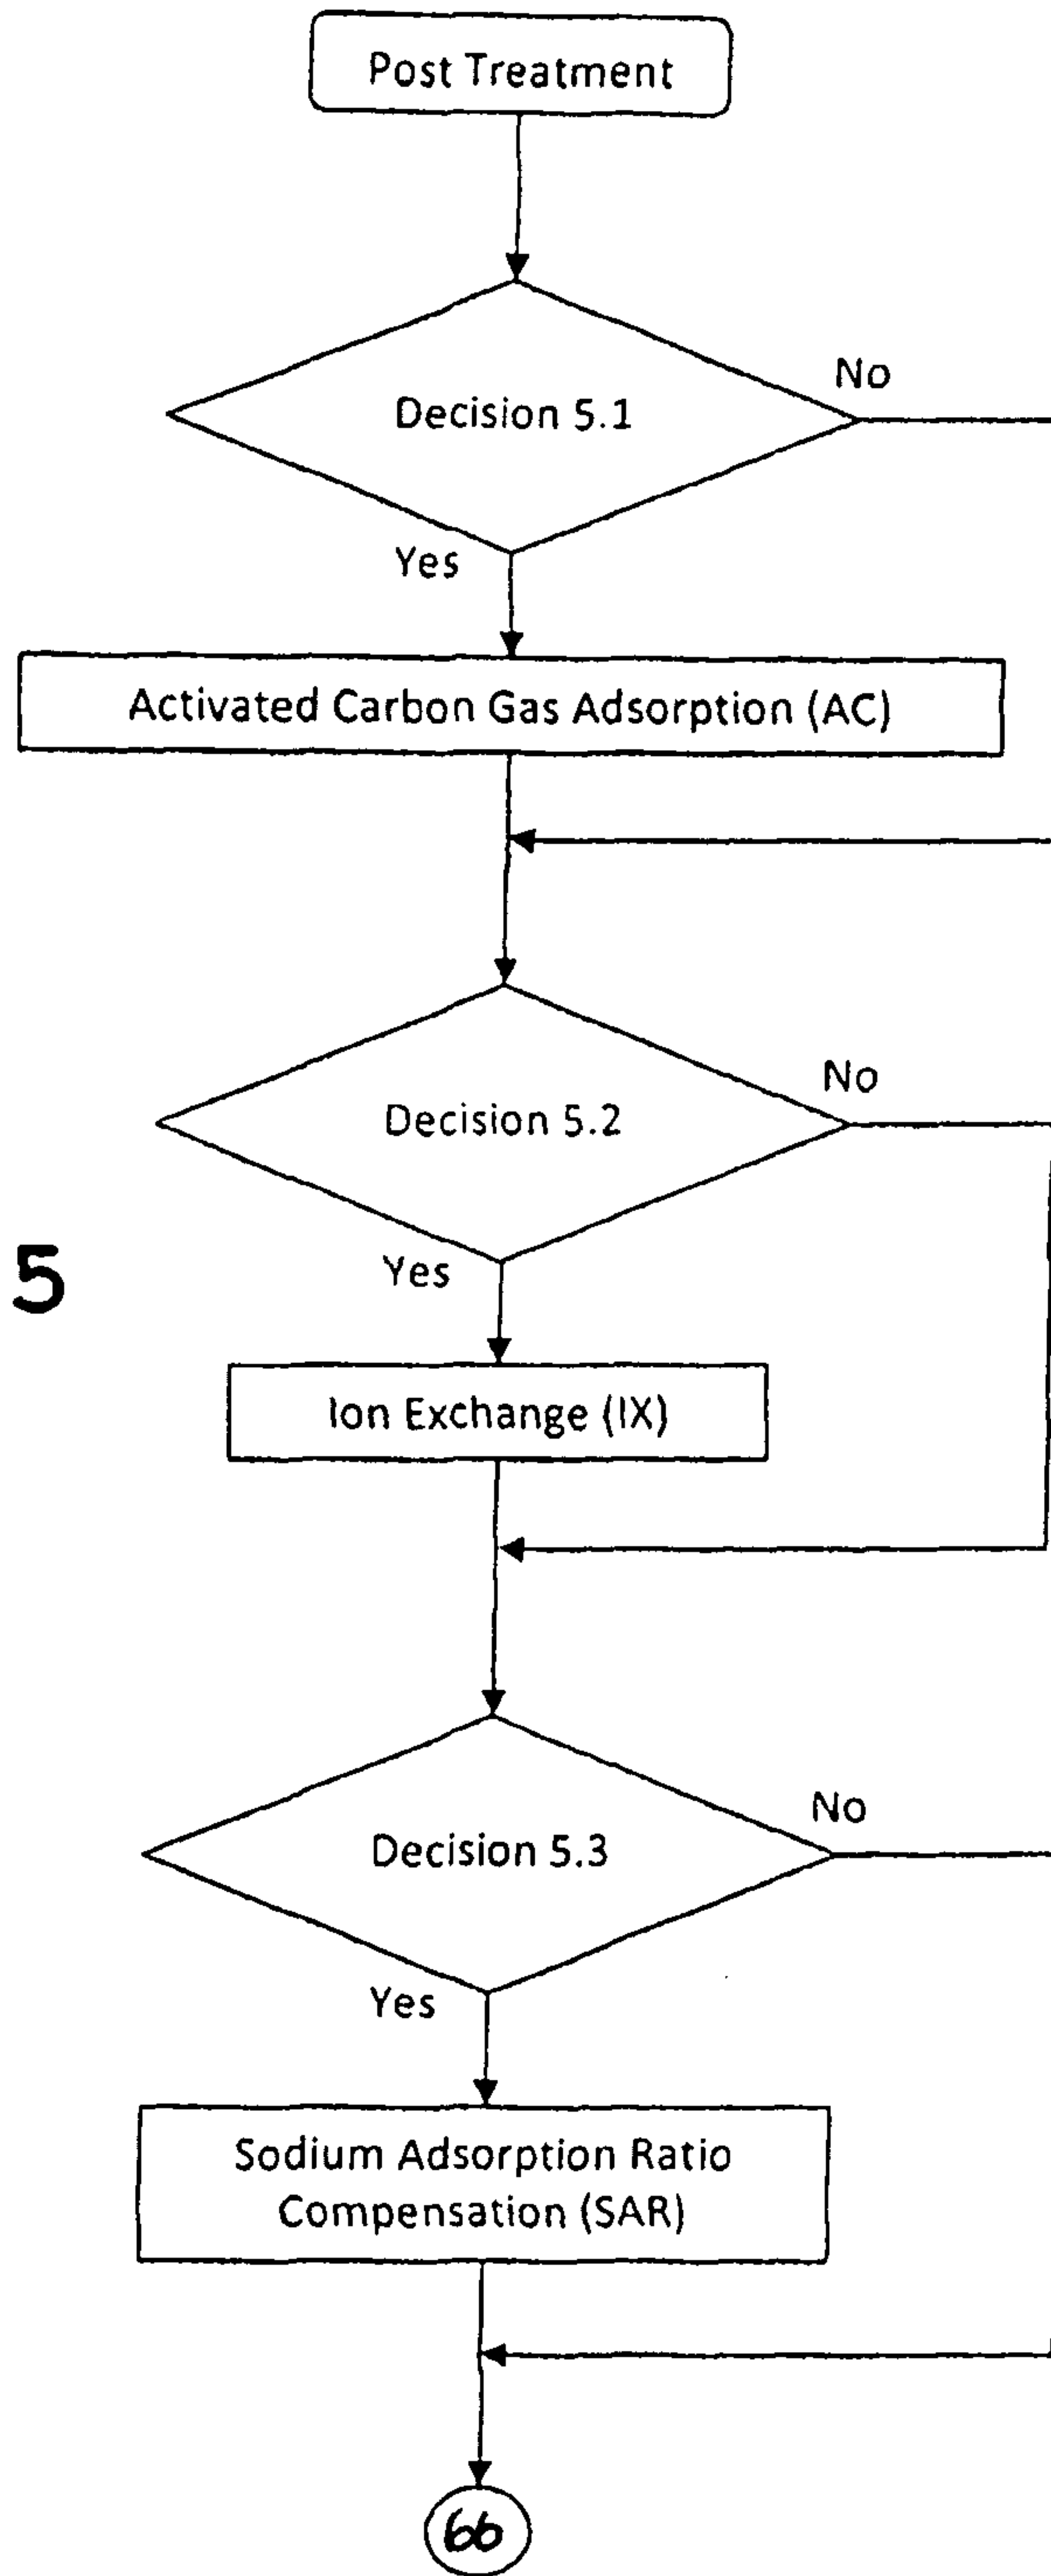 Post Treatment
Decision 5.1
No
Yes
Activated Carbon Gas Adsorption (AC)
Decision 5.2
No
Yes
5
Ion Exchange (IX)
Decision 5.3
No
Yes
Sodium Adsorption Ratio
Compensation (SAR)
66